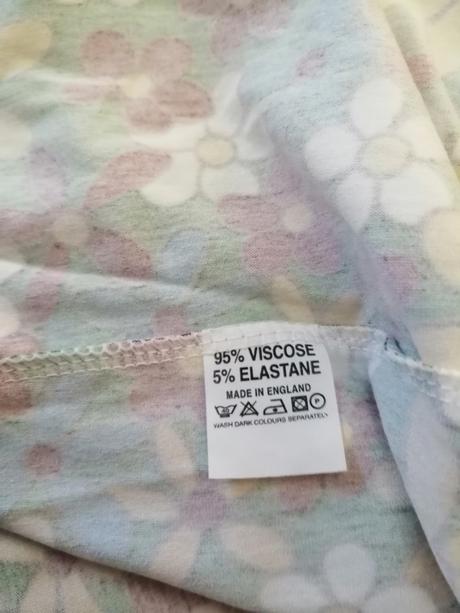 95% VISCOSE
5% ELASTANE
MADE IN ENGLAND
P
WASH DARK COLOURS SEPARATELY